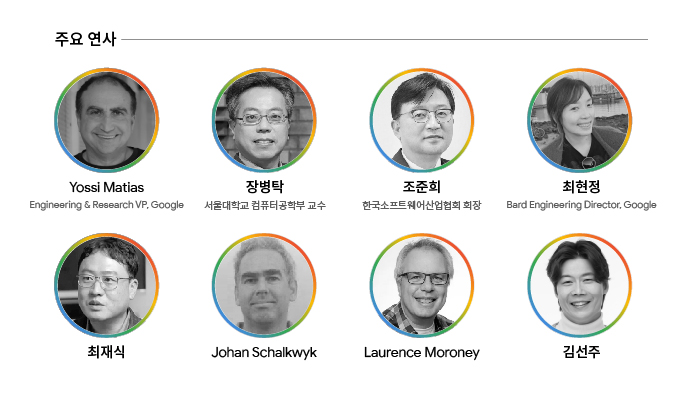 주요 연사
Yossi Matias
장병탁
조준희
최현정
Engineering & Research VP, Google
서울대학교 컴퓨터공학부 교수
한국소프트웨어산업협회 회장
Bard Engineering Director, Google
최재식
Johan Schalkwyk
Laurence Moroney
김선주